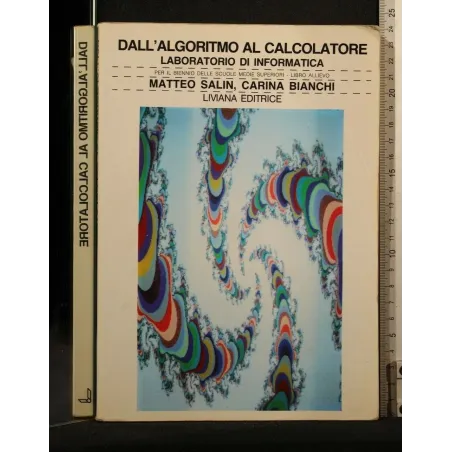 DALL'ALGORITMO AL CALCOLATORE
LABORATORIO DI INFORMATICA
PER IL BIENNIO DELLE SCUOLE MEDIE SUPERIORI - LIBRO ALLIEVO
MATTEO SALIN, CARINA BIANCHI
LIVIANA EDITRICE
DALL'ALGORITMO AL CALCOLATORE
25